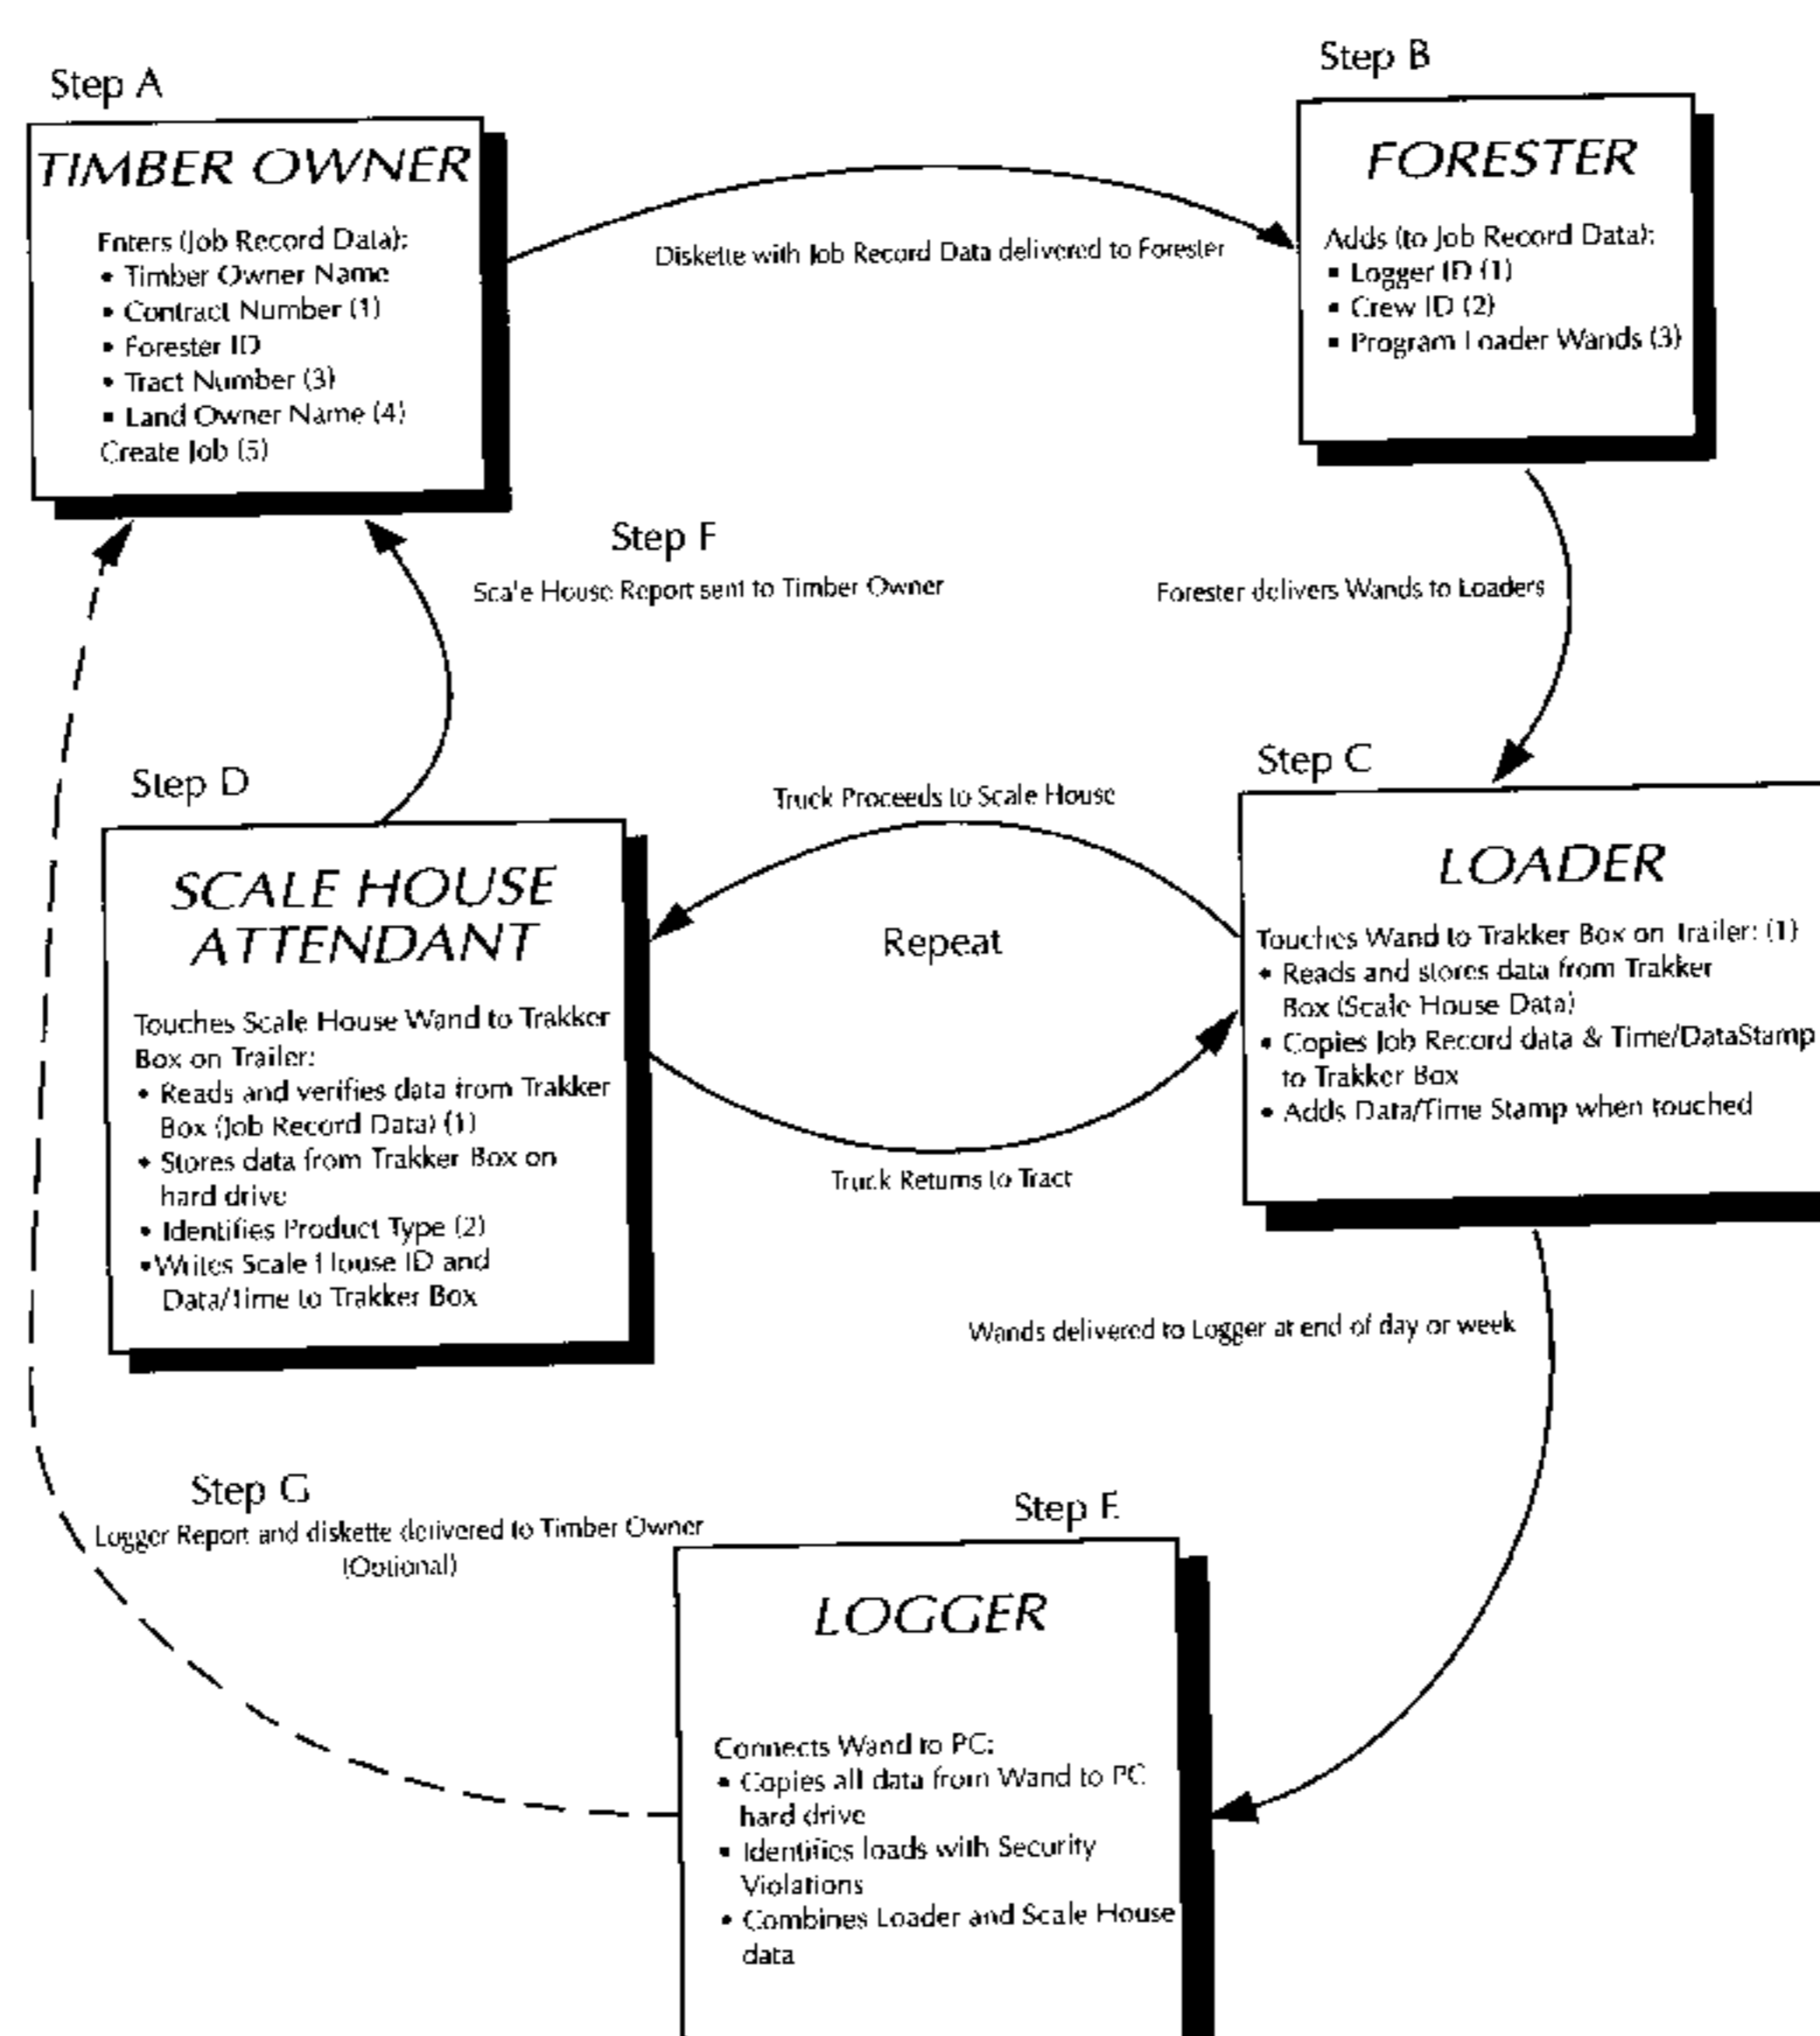 Step A
TIMBER OWNER
Enters (Job Record Data):
• Timber Owner Name
• Contract Number (1)
• Forester ID
• Tract Number (3)
▪ Land Owner Name (4)
Create Job (5)
Diskette with Job Record Data delivered to Forester
Step B
FORESTER
Adds (to Job Record Data):
▪ Logger ID (1)
• Crew ID (2)
▪ Program Loader Wands (3)
Step F
Scale House Report sent to Timber Owner
Forester delivers Wands to Loaders
Step D
SCALE HOUSE
ATTENDANT
Touches Scale House Wand to Trakker
Box on Trailer:
• Reads and verifies data from Trakker
Box (Job Record Data) (1)
• Stores data from Trakker Box on
hard drive
• Identifies Product Type (2)
•Writes Scale House ID and
Data/Time to Trakker Box
Truck Proceeds to Scale House
Repeat
Truck Returns to Tract
Step C
LOADER
Touches Wand to Trakker Box on Trailer: (1)
• Reads and stores data from Trakker
Box (Scale House Data)
• Copies Job Record data & Time/DataStamp
to Trakker Box
• Adds Data/Time Stamp when touched
Wands delivered to Logger at end of day or week
Step G
Logger Report and diskette delivered to Timber Owner
(Optional)
Step E
LOGGER
Connects Wand to PC:
• Copies all data from Wand to PC
hard drive
▪ Identifies loads with Security
Violations
• Combines Loader and Scale House
data